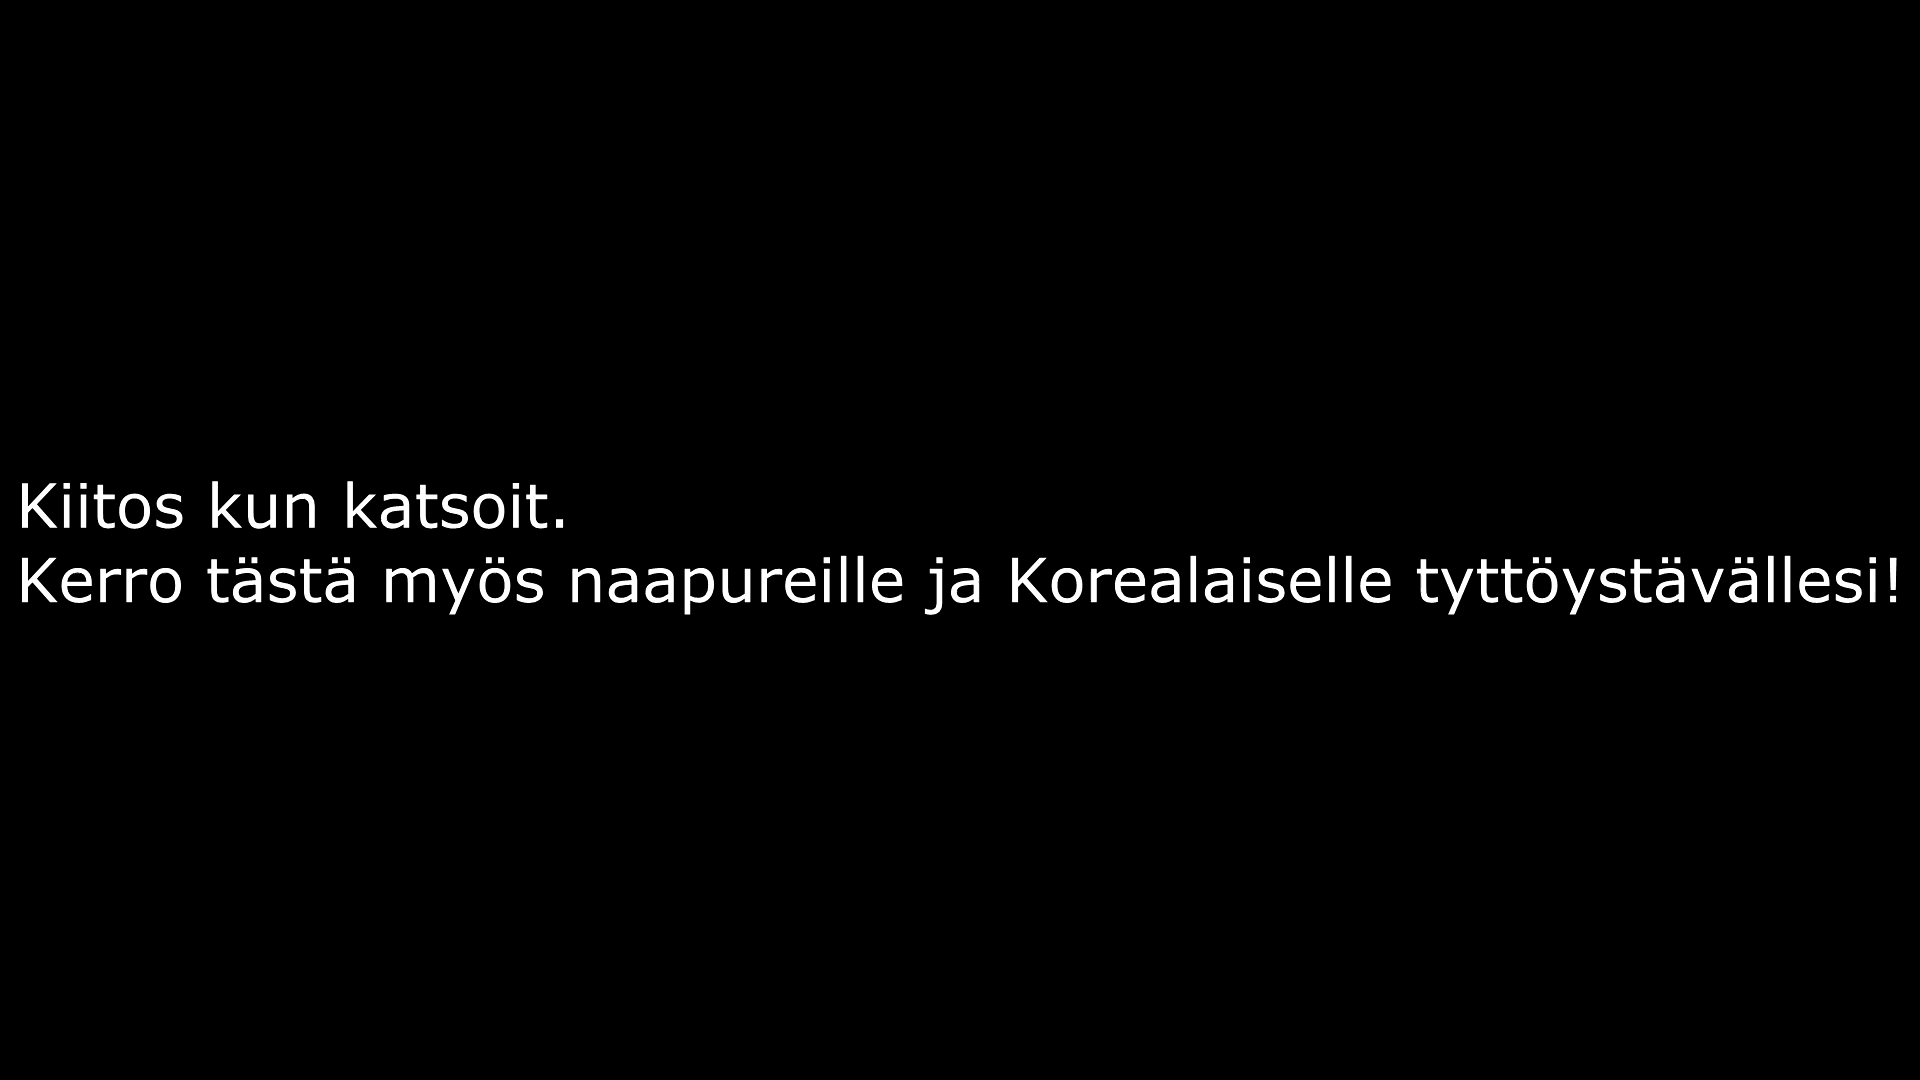 Kiitos kun katsoit.
Kerro tästä myös naapureille ja Korealaiselle tyttöystävällesi!